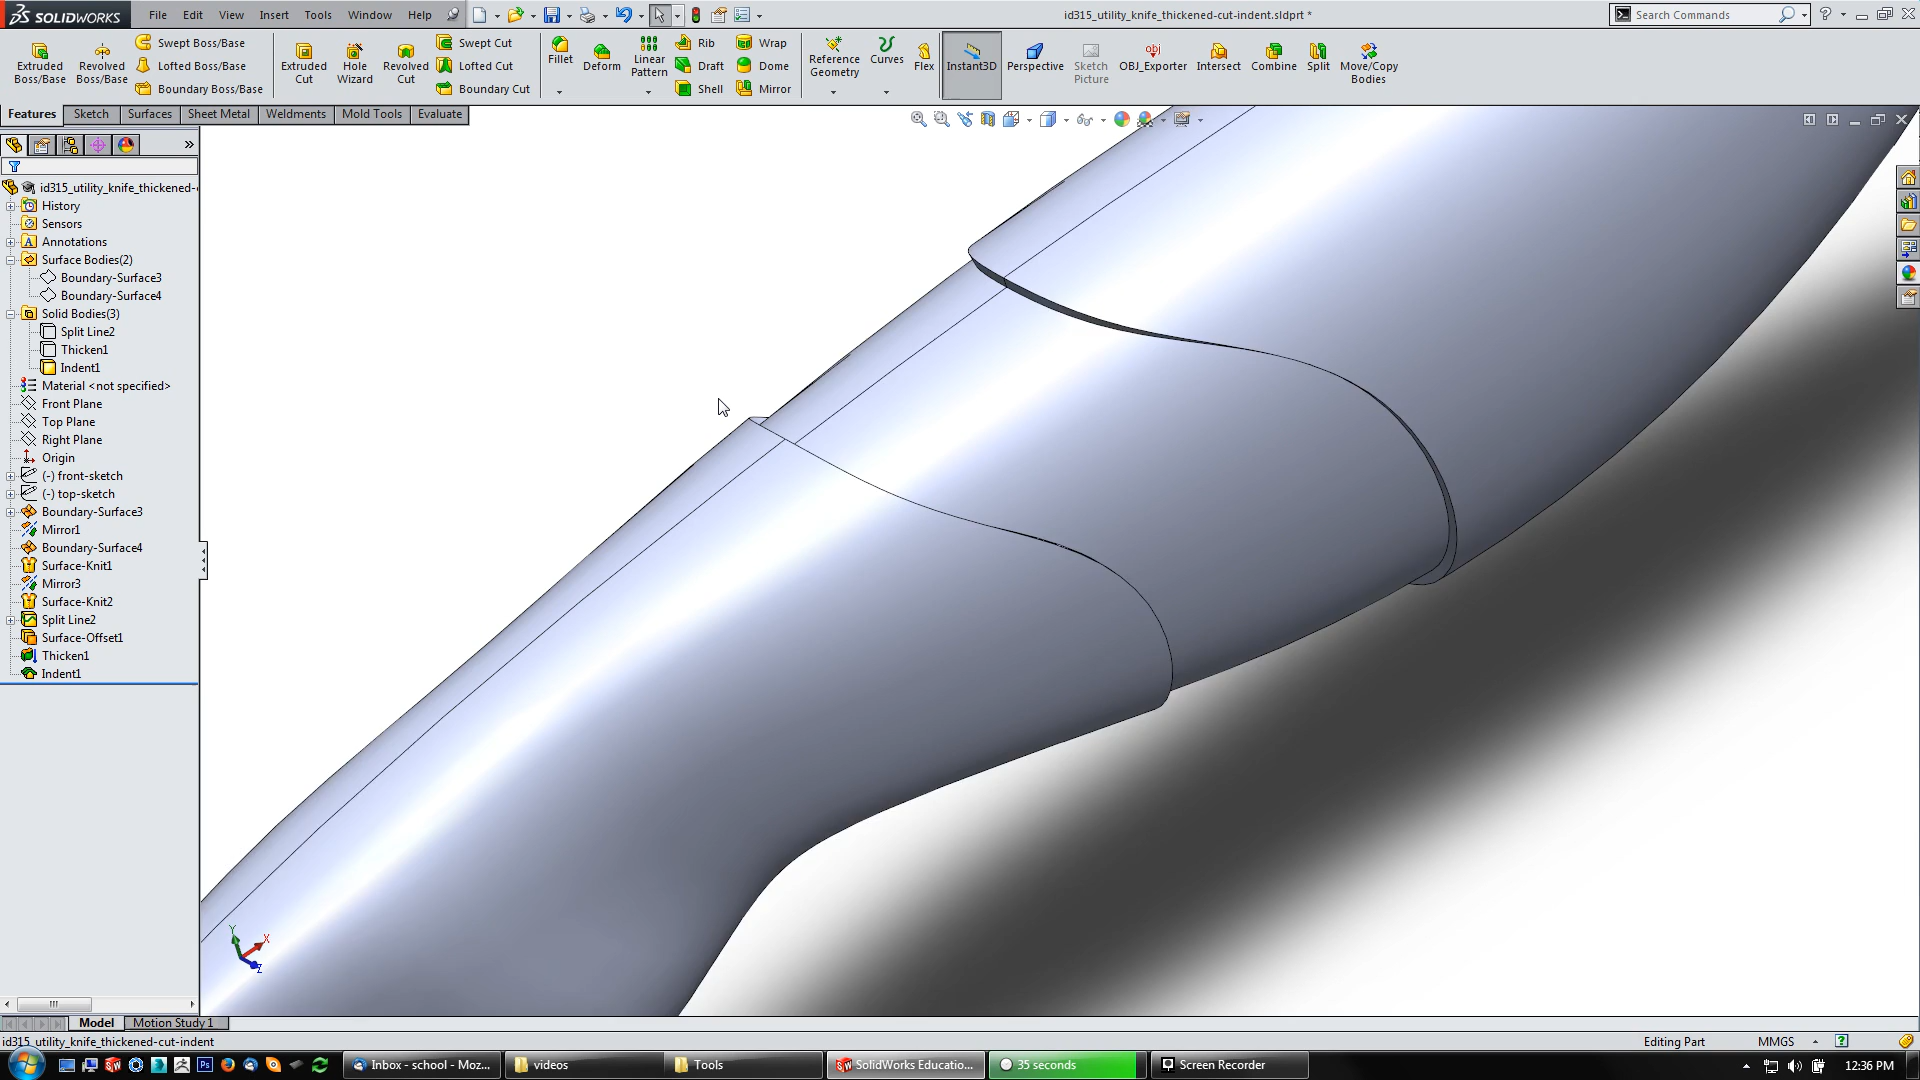 SOLIDWORKS File Edit View Insert Tools Window Help id315_utility_knife_thickened-cut-indent.sldprt * Search Commands
Extruded Boss/Base
Revolved Boss/Base
Swept Boss/Base
Lofted Boss/Base
Boundary Boss/Base
Extruded Cut
Hole Wizard
Revolved Cut
Swept Cut
Lofted Cut
Boundary Cut
Fillet
Deform
Linear Pattern
Rib
Draft
Shell
Wrap
Dome
Mirror
Reference Geometry
Curves
Flex
Instant3D
Perspective
Sketch Picture
OBJ_Exporter
Intersect
Combine
Split
Move/Copy Bodies
Features Sketch Surfaces Sheet Metal Weldments Mold Tools Evaluate
id315_utility_knife_thickened-
History
Sensors
Annotations
Surface Bodies(2)
Boundary-Surface3
Boundary-Surface4
Solid Bodies(3)
Split Line2
Thicken1
Indent1
Material <not specified>
Front Plane
Top Plane
Right Plane
Origin
(-) front-sketch
(-) top-sketch
Boundary-Surface3
Mirror1
Boundary-Surface4
Surface-Knit1
Mirror3
Surface-Knit2
Split Line2
Surface-Offset1
Thicken1
Indent1
Y
X
Z
Model Motion Study 1
id315_utility_knife_thickened-cut-indent Editing Part MMGS
Inbox - school - Moz... videos Tools SolidWorks Educatio... 35 seconds Screen Recorder 12:36 PM